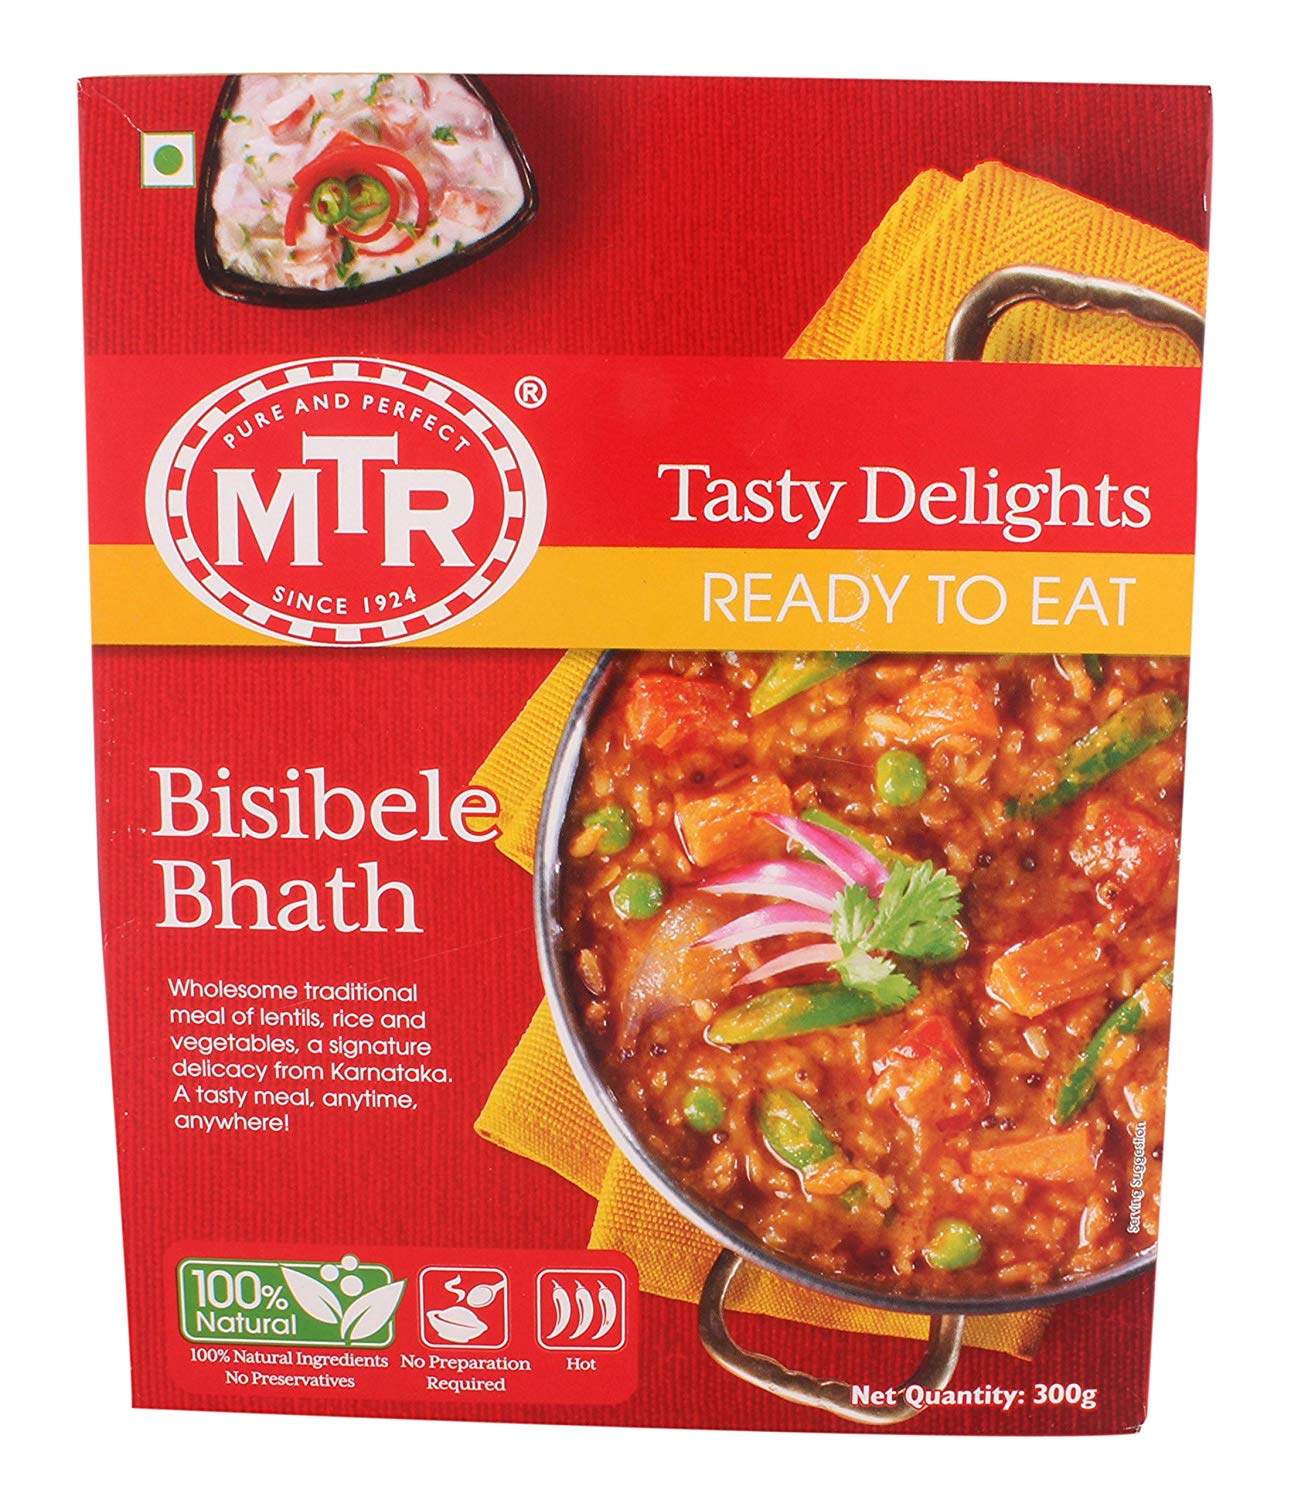 PURE AND PERFECT
MTR
SINCE 1924
®
Tasty Delights
READY TO EAT
Bisibele
Bhath
Wholesome traditional
meal of lentils, rice and
vegetables, a signature
delicacy from Karnataka.
A tasty meal, anytime,
anywhere!
Serving Suggestion
100%
Natural
100% Natural Ingredients
No Preservatives
No Preparation
Required
Hot
Net Quantity: 300g